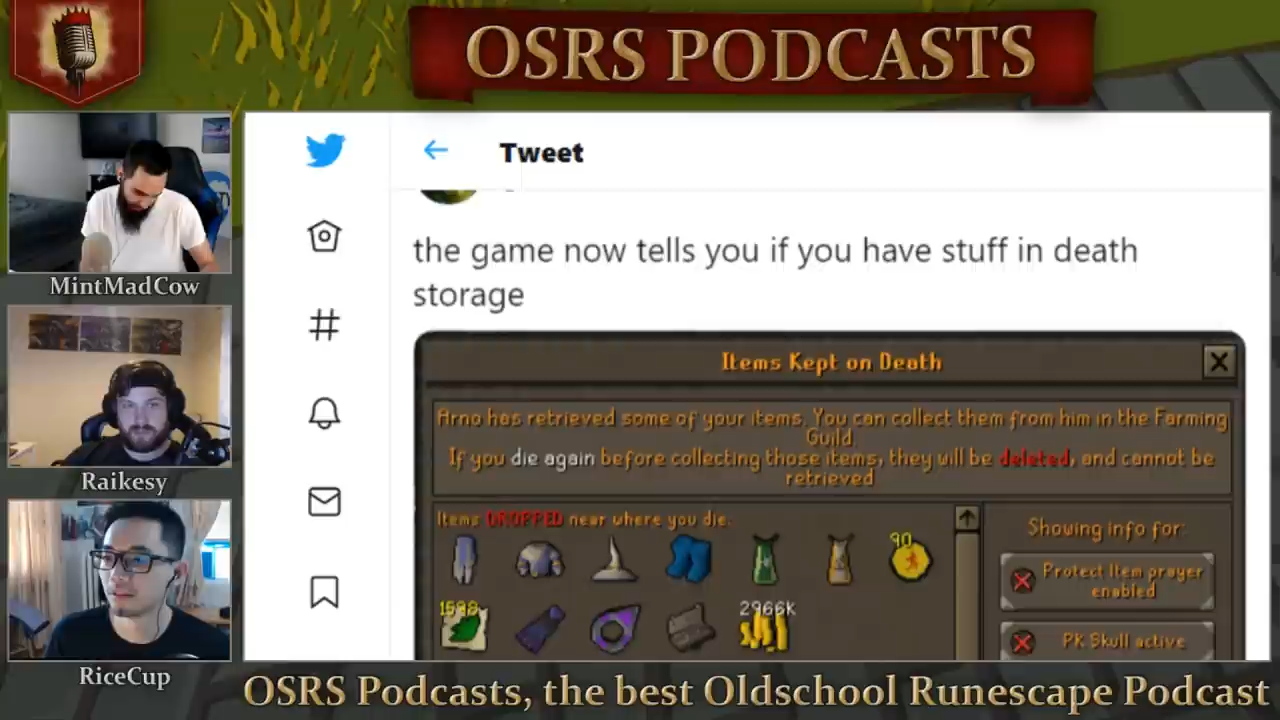 OSRS PODCASTS
MintMadCow
Raikesy
RiceCup
Tweet
the game now tells you if you have stuff in death
storage
Items Kept on Death
Arno has retrieved some of your items. You can collect them from him in the Farming
Guild.
If you die again before collecting those items, they will be deleted, and cannot be
retrieved
Items DROPPED near where you die:
90
1588
2966K
Showing info for:
Protect Item prayer
enabled
PK Skull active
OSRS Podcasts, the best Oldschool Runescape Podcast